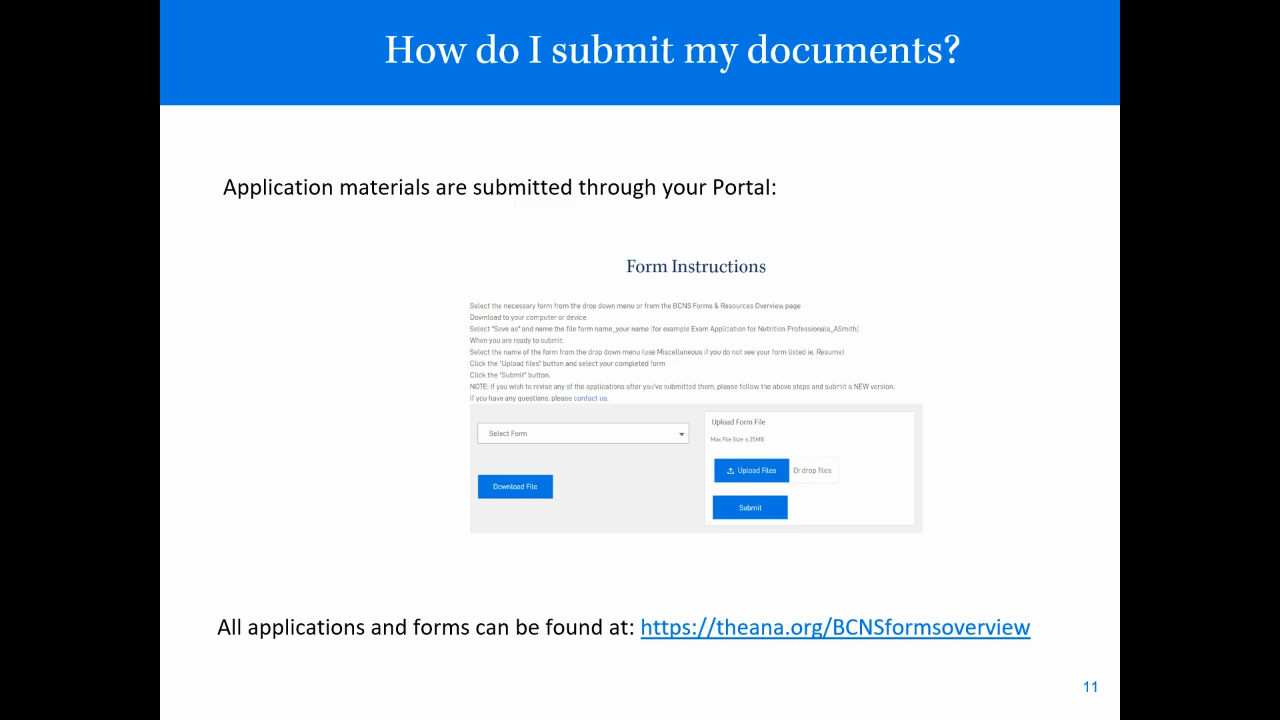 How do I submit my documents?
Application materials are submitted through your Portal:
Form Instructions
Select the necessary form from the drop down menu or from the BCNS Forms & Resources Overview page
Download to your computer or device
Select "Save as" and name the file form name_your name (for example Exam Application for Nutrition Professionals_ASmith)
When you are ready to submit:
Select the name of the form from the drop down menu (use Miscellaneous if you do not see your form listed ie. Resume)
Click the "Upload files" button and select your completed form
Click the "Submit" button.
NOTE: If you wish to revise any of the applications after you've submitted them, please follow the above steps and submit a NEW version.
If you have any questions, please contact us.
Select Form
Download File
Upload Form File
Max File Size is 25MB
Upload Files Or drop files
Submit
All applications and forms can be found at: https://theana.org/BCNSformsoverview
11